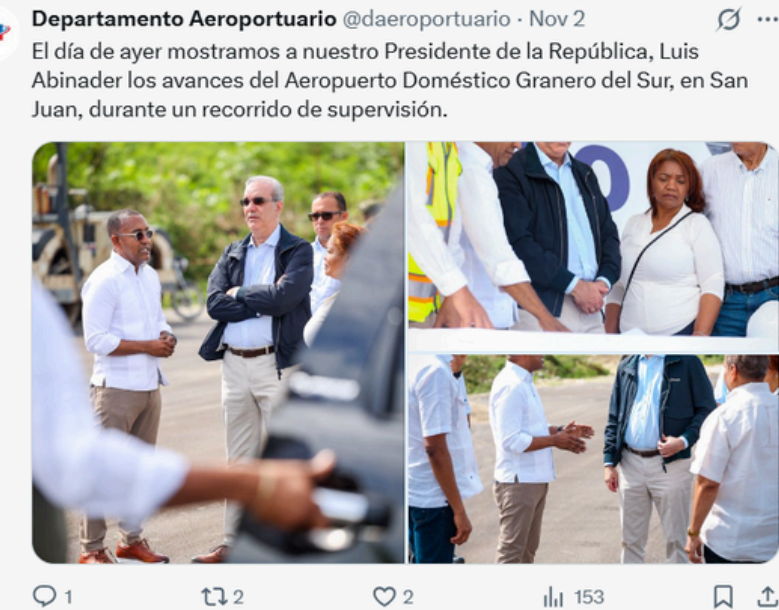 Departamento Aeroportuario @daeroportuario · Nov 2
El día de ayer mostramos a nuestro Presidente de la República, Luis
Abinader los avances del Aeropuerto Doméstico Granero del Sur, en San
Juan, durante un recorrido de supervisión.
1 2 2 153